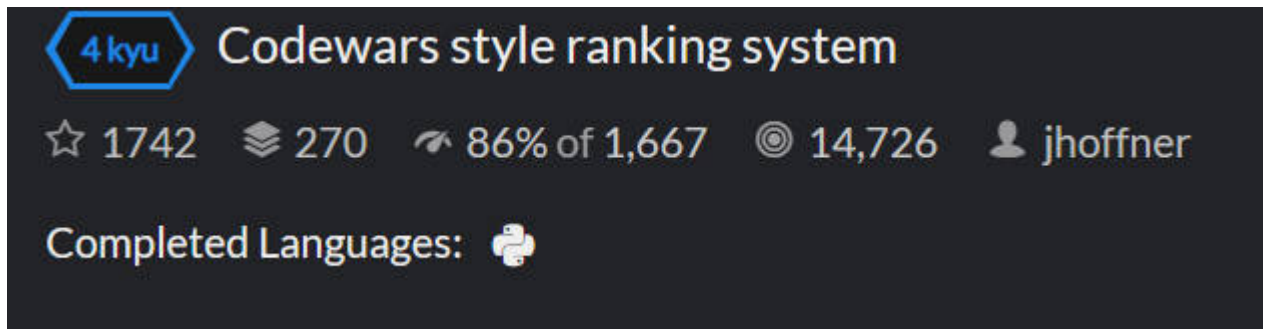 4 kyu Codewars style ranking system
1742 270 86% of 1,667 14,726 jhoffner
Completed Languages: